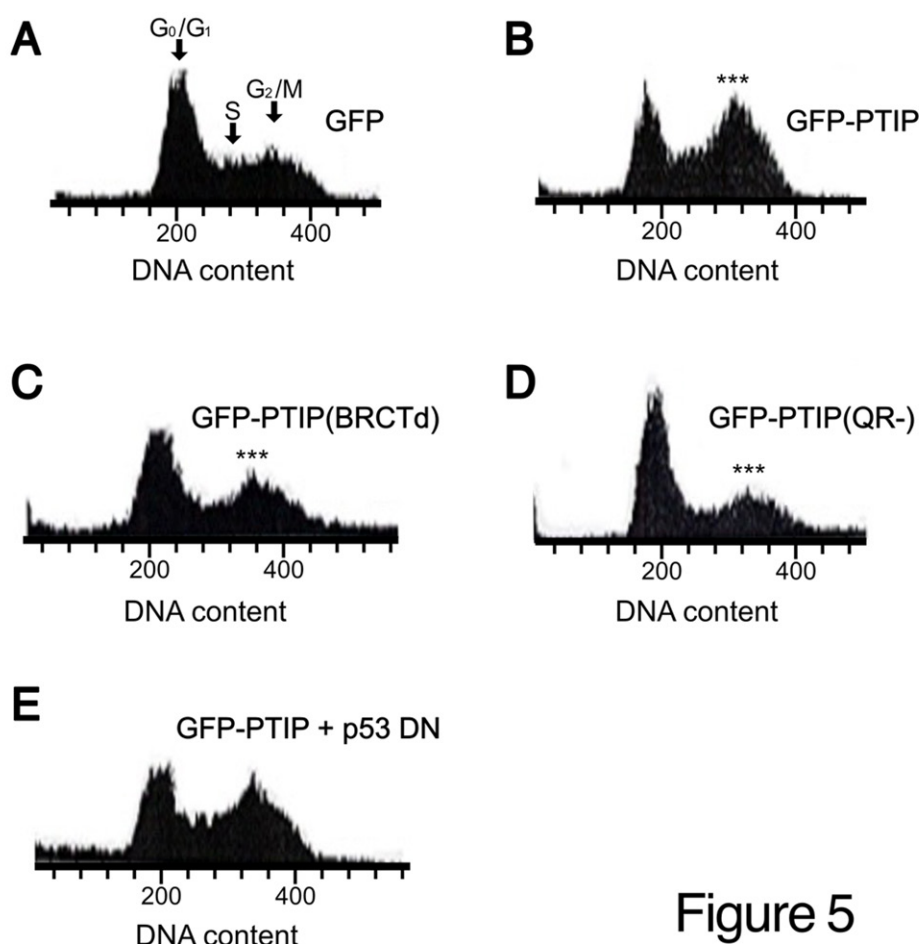 A
G₀/G₁
S
G₂/M
GFP
200 400
DNA content
B
***
GFP-PTIP
200 400
DNA content
C
GFP-PTIP(BRCTd)
***
200 400
DNA content
D
GFP-PTIP(QR-)
***
200 400
DNA content
E
GFP-PTIP + p53 DN
200 400
DNA content
Figure 5